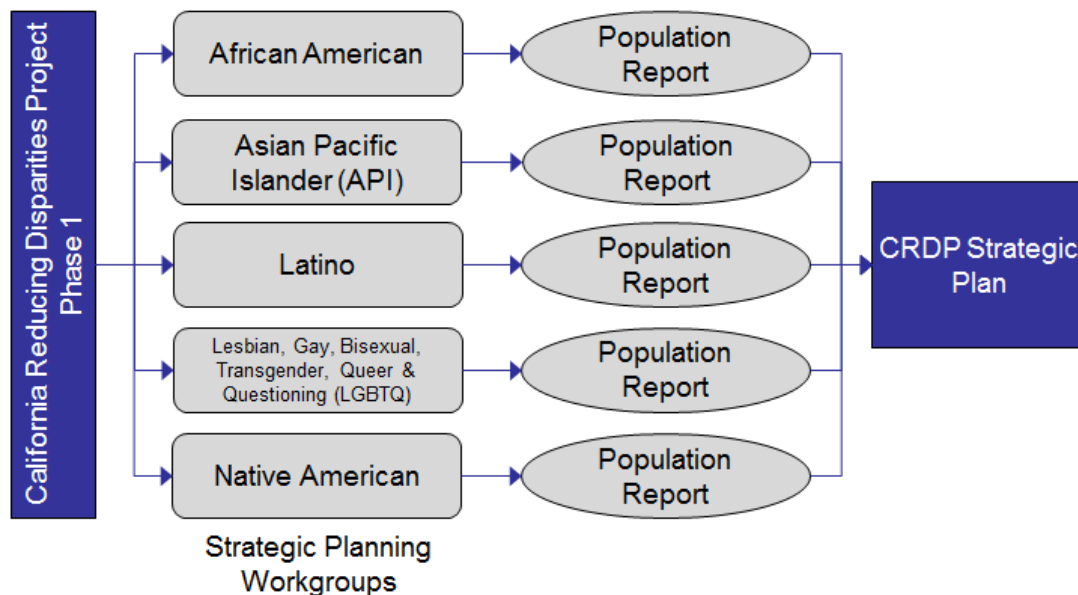 California Reducing Disparities Project
Phase 1
African American
Population
Report
Asian Pacific
Islander (API)
Population
Report
Latino
Population
Report
Lesbian, Gay, Bisexual,
Transgender, Queer &
Questioning (LGBTQ)
Population
Report
Native American
Population
Report
CRDP Strategic
Plan
Strategic Planning
Workgroups